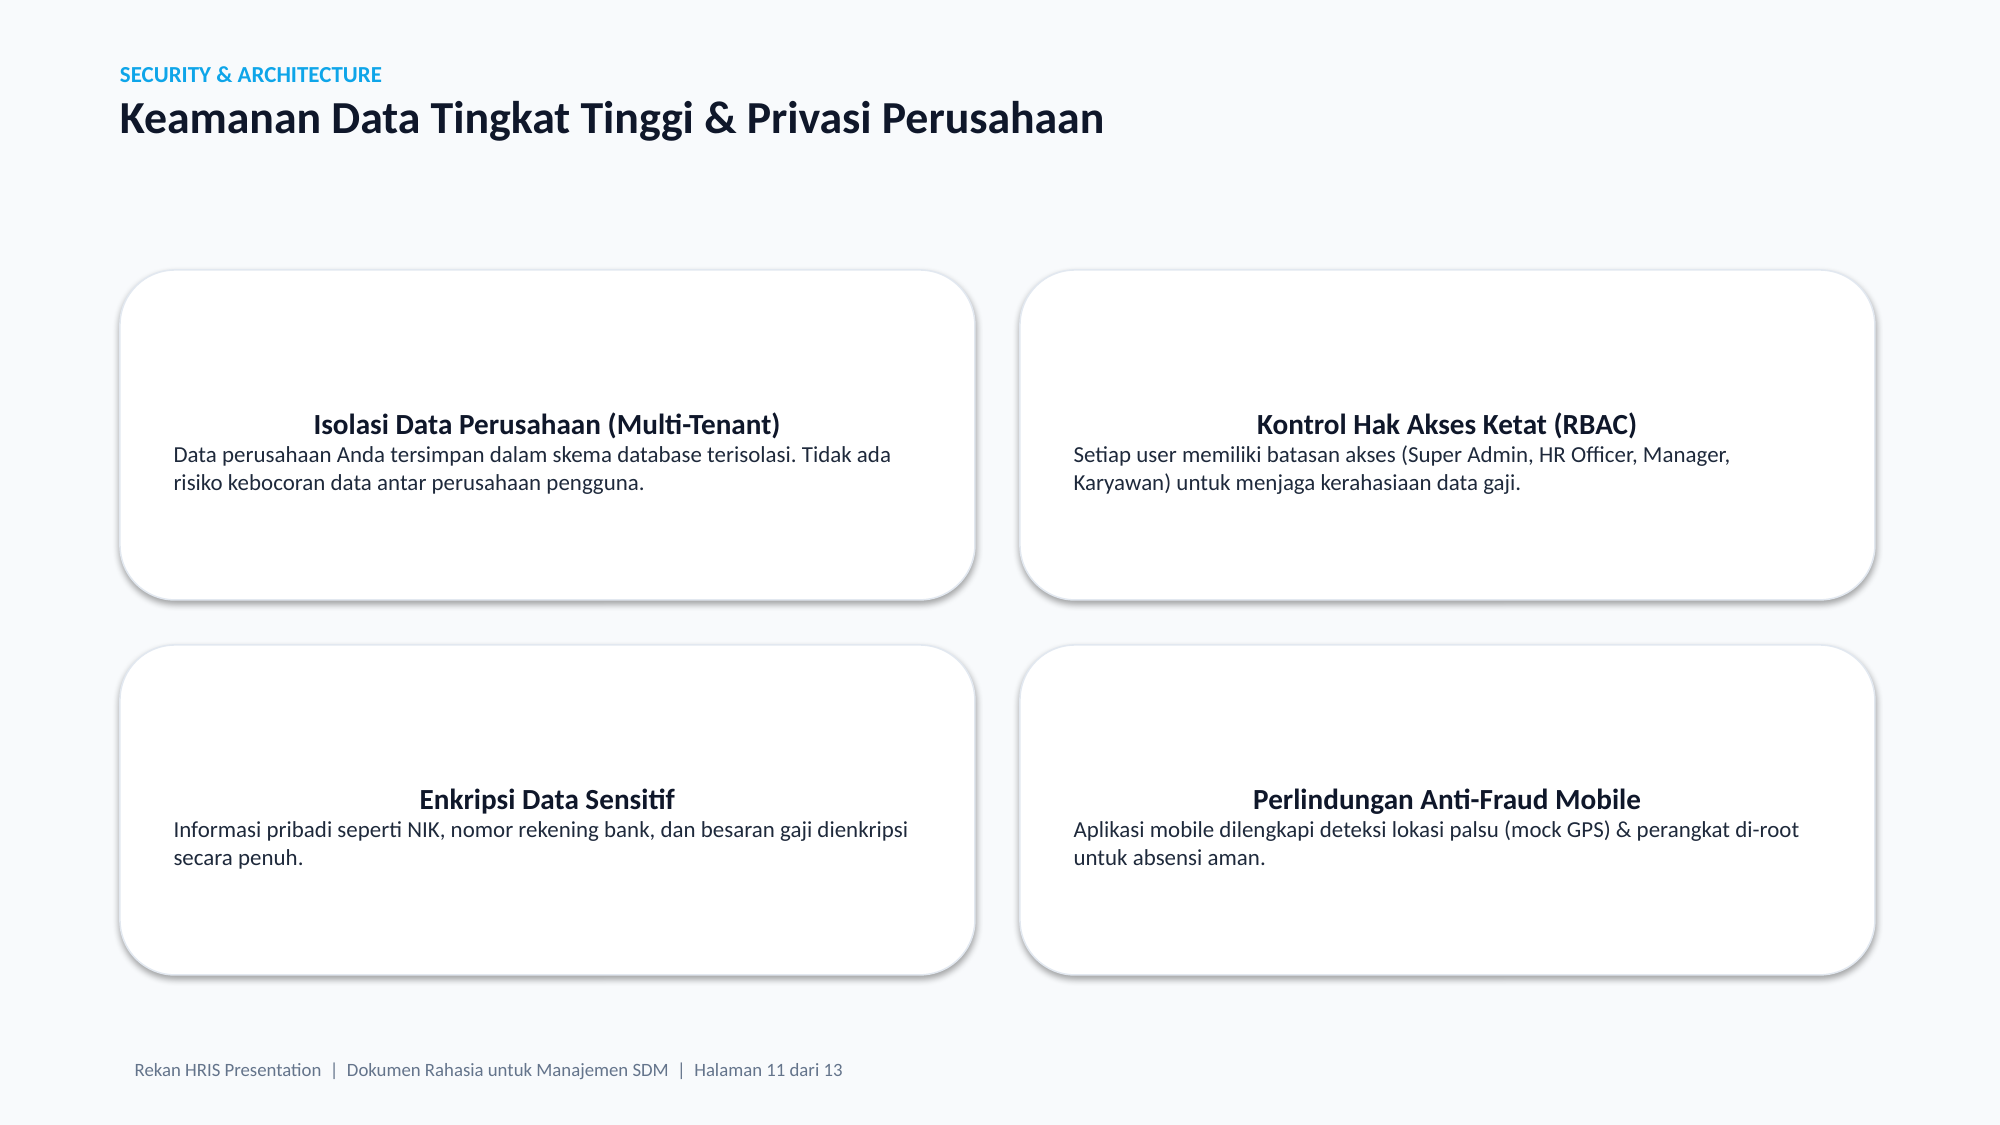 SECURITY & ARCHITECTURE
Keamanan Data Tingkat Tinggi & Privasi Perusahaan
Isolasi Data Perusahaan (Multi-Tenant)
Data perusahaan Anda tersimpan dalam skema database terisolasi. Tidak ada
risiko kebocoran data antar perusahaan pengguna.
Kontrol Hak Akses Ketat (RBAC)
Setiap user memiliki batasan akses (Super Admin, HR Officer, Manager,
Karyawan) untuk menjaga kerahasiaan data gaji.
Enkripsi Data Sensitif
Informasi pribadi seperti NIK, nomor rekening bank, dan besaran gaji dienkripsi
secara penuh.
Perlindungan Anti-Fraud Mobile
Aplikasi mobile dilengkapi deteksi lokasi palsu (mock GPS) & perangkat di-root
untuk absensi aman.
Rekan HRIS Presentation | Dokumen Rahasia untuk Manajemen SDM | Halaman 11 dari 13